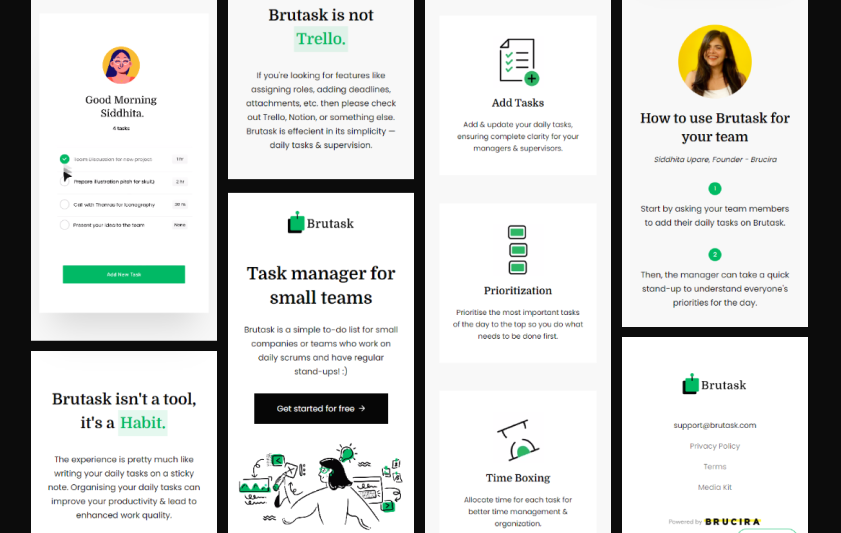 Good Morning
Siddhita.
4 tasks
Team Discussion for new project
1 hr
Prepare illustration pitch for skultz
2 hr
Call with Thomas for iconography
30 m
Present your idea to the team
None
Add New Task
Brutask isn't a tool,
it's a Habit.
The experience is pretty much like
writing your daily tasks on a sticky
note. Organising your daily tasks can
improve your productivity & lead to
enhanced work quality.
Brutask is not
Trello.
If you're looking for features like
assigning roles, adding deadlines,
attachments, etc. then please check
out Trello, Notion, or something else.
Brutask is effecient in its simplicity —
daily tasks & supervision.
Brutask
Task manager for
small teams
Brutask is a simple to-do list for small
companies or teams who work on
daily scrums and have regular
stand-ups! :)
Get started for free →
Add Tasks
Add & update your daily tasks,
ensuring complete clarity for your
managers & supervisors.
Prioritization
Prioritise the most important tasks
of the day to the top so you do what
needs to be done first.
Time Boxing
Allocate time for each task for
better time management &
organization.
How to use Brutask for
your team
Siddhita Upare, Founder - Brucira
1
Start by asking your team members
to add their daily tasks on Brutask.
2
Then, the manager can take a quick
stand-up to understand everyone's
priorities for the day.
Brutask
support@brutask.com
Privacy Policy
Terms
Media Kit
Powered by BRUCIRA